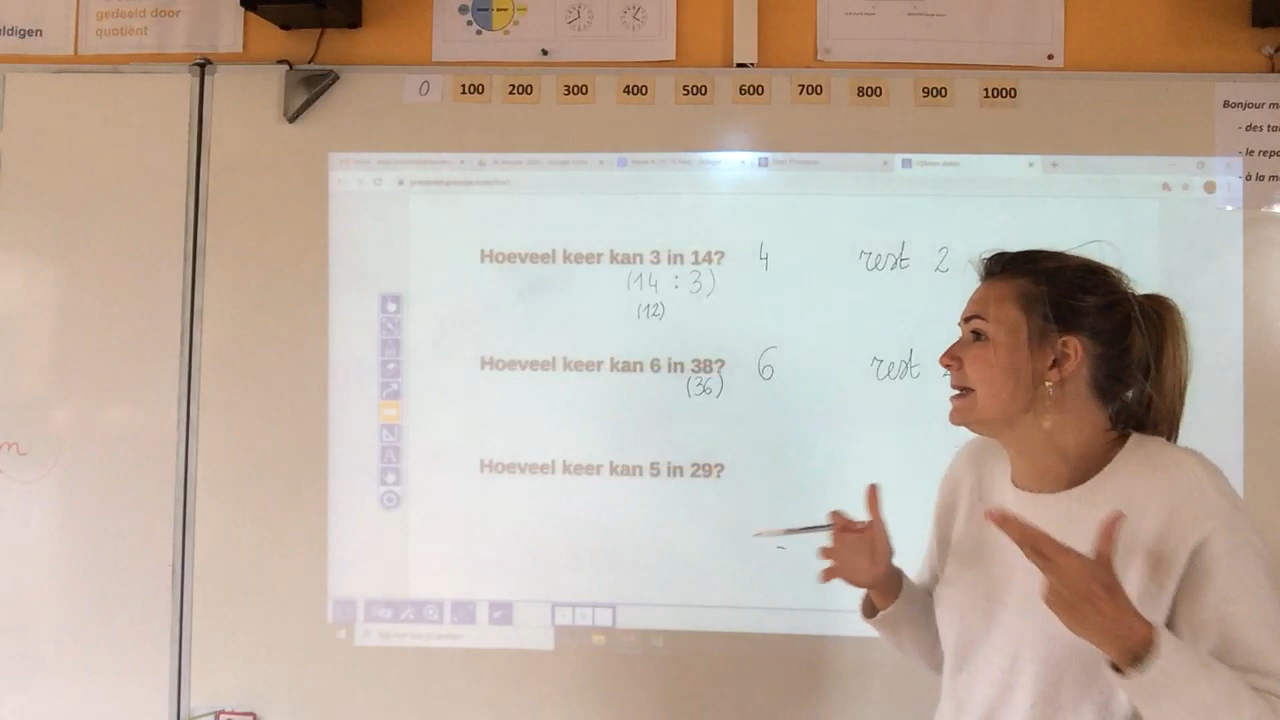 ldigen
gedeeld door
quotiënt
0 100 200 300 400 500 600 700 800 900 1000
Bonjour m
- des ta
- le repa
- à la m
Hoeveel keer kan 3 in 14? 4 rest 2
(14 : 3)
(12)
Hoeveel keer kan 6 in 38? 6 rest
(36)
Hoeveel keer kan 5 in 29?
m